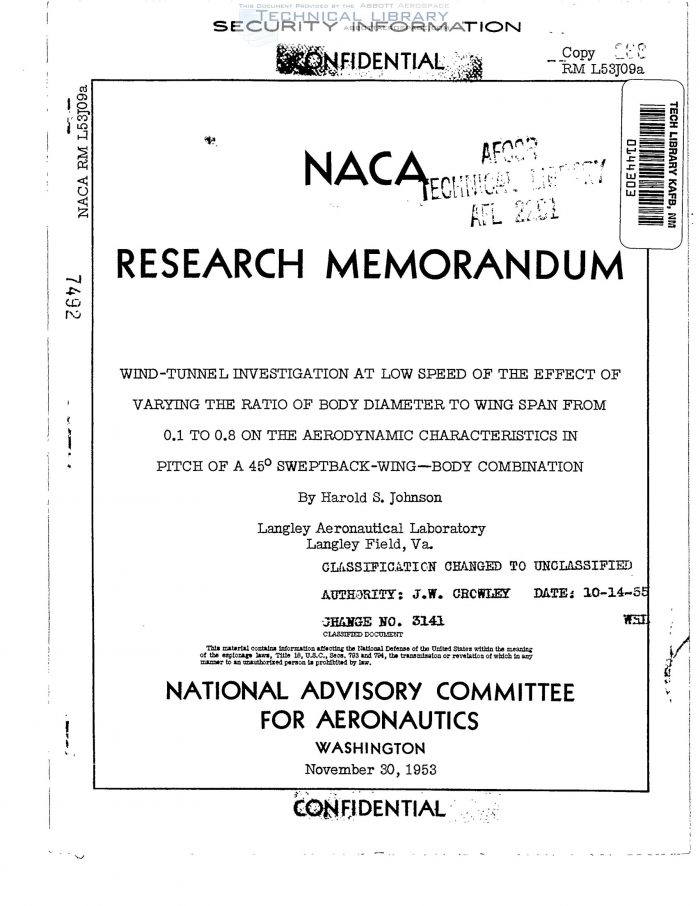 THIS DOCUMENT PROVIDED BY THE ABBOTT AEROSPACE
TECHNICAL LIBRARY
SECURITY INFORMATION
CONFIDENTIAL
Copy
RM L53J09a
NACA RM L53J09a
7492
TECH LIBRARY KAFB, NM
0144303
NACA
AFL 2201
TECHNICAL LIBRARY
RESEARCH MEMORANDUM
WIND-TUNNEL INVESTIGATION AT LOW SPEED OF THE EFFECT OF
VARYING THE RATIO OF BODY DIAMETER TO WING SPAN FROM
0.1 TO 0.8 ON THE AERODYNAMIC CHARACTERISTICS IN
PITCH OF A 45° SWEPTBACK-WING—BODY COMBINATION
By Harold S. Johnson
Langley Aeronautical Laboratory
Langley Field, Va.
CLASSIFICATION CHANGED TO UNCLASSIFIED
AUTHORITY: J.W. CROWLEY DATE: 10-14-55
CHANGE NO. 3141 WHL
CLASSIFIED DOCUMENT
This material contains information affecting the National Defense of the United States within the meaning
of the espionage laws, Title 18, U.S.C., Secs. 793 and 794, the transmission or revelation of which in any
manner to an unauthorized person is prohibited by law.
NATIONAL ADVISORY COMMITTEE
FOR AERONAUTICS
WASHINGTON
November 30, 1953
CONFIDENTIAL